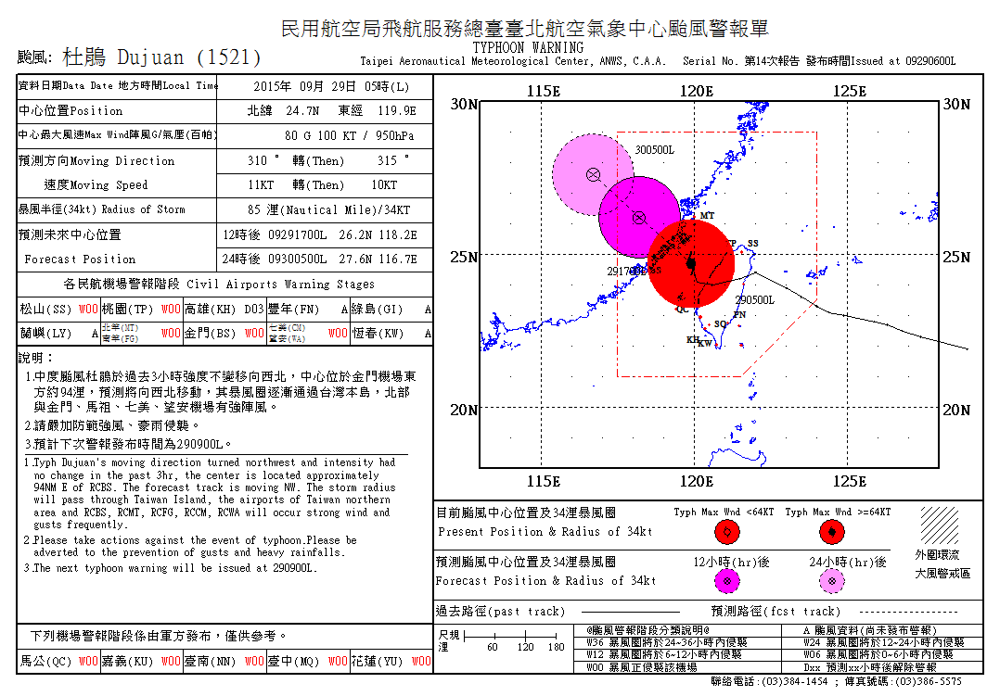 民用航空局飛航服務總臺臺北航空氣象中心颱風警報單
TYPHOON WARNING
颱風: 杜鵑 Dujuan (1521)
Taipei Aeronautical Meteorological Center, ANWS, C.A.A. Serial No. 第14次報告 發布時間Issued at 09290600L
資料日期Data Date 地方時間Local Time 2015年 09月 29日 05時(L)
中心位置Position 北緯 24.7N 東經 119.9E
中心最大風速Max Wind陣風G/氣壓(百帕) 80 G 100 KT / 950hPa
預測方向Moving Direction 310 ° 轉(Then) 315 °
速度Moving Speed 11KT 轉(Then) 10KT
暴風半徑(34kt) Radius of Storm 85 浬(Nautical Mile)/34KT
預測未來中心位置 12時後 09291700L 26.2N 118.2E
Forecast Position 24時後 09300500L 27.6N 116.7E
各民航機場警報階段 Civil Airports Warning Stages
松山(SS) W00 桃園(TP) W00 高雄(KH) D03 豐年(FN) A 綠島(GI) A
蘭嶼(LY) A 北竿(MT) 南竿(FG) W00 金門(BS) W00 七美(CM) 望安(WA) W00 恆春(KW) A
說明：
1.中度颱風杜鵑於過去3小時強度不變移向西北，中心位於金門機場東
方約94浬，預測將向西北移動，其暴風圈逐漸通過台灣本島，北部
與金門、馬祖、七美、望安機場有強陣風。
2.請嚴加防範強風、豪雨侵襲。
3.預計下次警報發布時間為290900L。
1.Typh Dujuan's moving direction turned northwest and intensity had
no change in the past 3hr, the center is located approximately
94NM E of RCBS. The forecast track is moving NW. The storm radius
will pass through Taiwan Island, the airports of Taiwan northern
area and RCBS, RCMT, RCFG, RCCM, RCWA will occur strong wind and
gusts frequently.
2.Please take actions against the event of typhoon.Please be
adverted to the prevention of gusts and heavy rainfalls.
3.The next typhoon warning will be issued at 290900L.
下列機場警報階段係由軍方發布，僅供參考。
馬公(QC) W00 嘉義(KU) W00 臺南(NN) W00 臺中(MQ) W00 花蓮(YU) W00
115E 120E 125E
30N 30N
300500L
MT
SS
25N 25N
290500L
QC
PN
SQ
KH
KW
20N 20N
115E 120E 125E
目前颱風中心位置及34浬暴風圈 Typh Max Wnd <64KT Typh Max Wnd >=64KT
Present Position & Radius of 34kt
預測颱風中心位置及34浬暴風圈 12小時(hr)後 24小時(hr)後
Forecast Position & Radius of 34kt
外圍環流
大風警戒區
過去路徑(past track) 預測路徑(fcst track)
尺規
浬 60 120 180
@颱風警報階段分類說明@ A 颱風資料(尚未發布警報)
W36 暴風圈將於24~36小時內侵襲 W24 暴風圈將於12~24小時內侵襲
W12 暴風圈將於6~12小時內侵襲 W06 暴風圈將於0~6小時內侵襲
W00 暴風正侵襲該機場 Dxx 預測xx小時後解除警報
聯絡電話:(03)384-1454 ; 傳真號碼:(03)386-5575